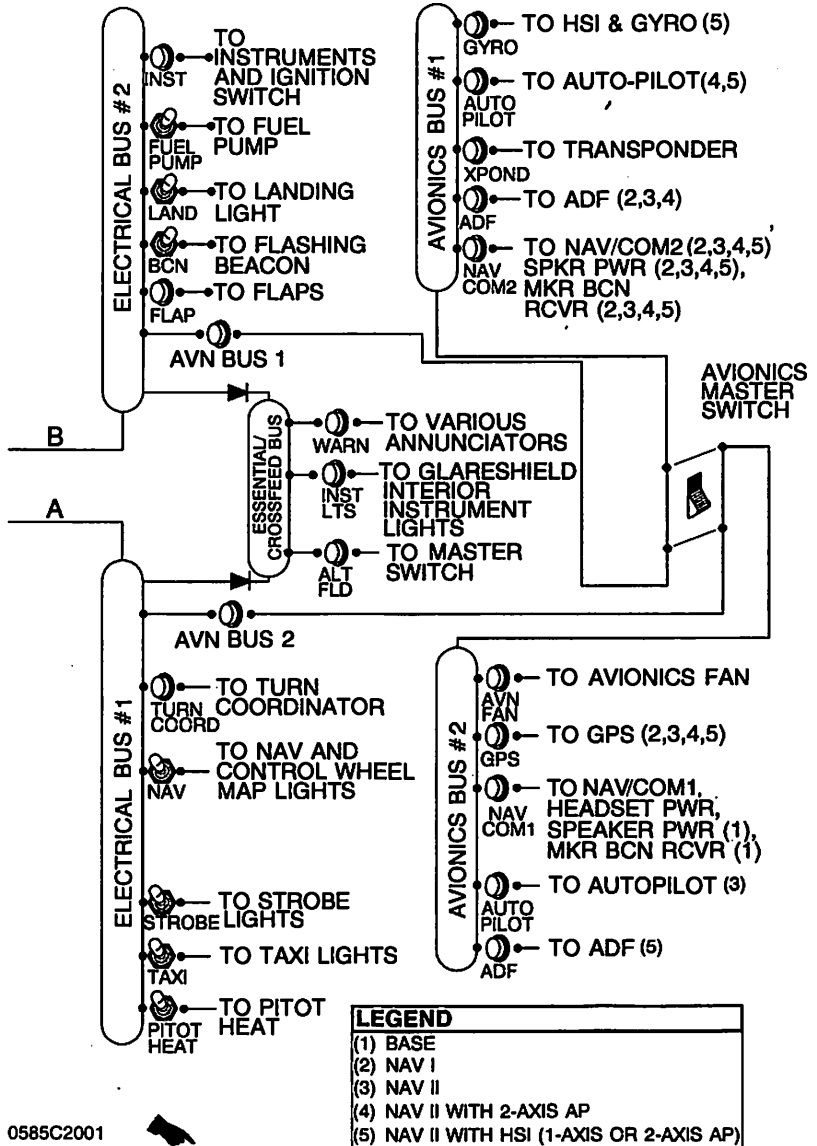 ELECTRICAL BUS #2
INST
TO
INSTRUMENTS
AND IGNITION
SWITCH
FUEL
PUMP
TO FUEL
PUMP
LAND
TO LANDING
LIGHT
BCN
TO FLASHING
BEACON
FLAP
TO FLAPS
AVN BUS 1
AVIONICS BUS #1
GYRO
TO HSI & GYRO (5)
AUTO
PILOT
TO AUTO-PILOT(4,5)
XPOND
TO TRANSPONDER
ADF
TO ADF (2,3,4)
NAV
COM2
TO NAV/COM2 (2,3,4,5)
SPKR PWR (2,3,4,5),
MKR BCN
RCVR (2,3,4,5)
AVIONICS
MASTER
SWITCH
B
A
ESSENTIAL/
CROSSFEED BUS
WARN
TO VARIOUS
ANNUNCIATORS
INST
LTS
TO GLARESHIELD
INTERIOR
INSTRUMENT
LIGHTS
ALT
FLD
TO MASTER
SWITCH
AVN BUS 2
ELECTRICAL BUS #1
TURN
COORD
TO TURN
COORDINATOR
NAV
TO NAV AND
CONTROL WHEEL
MAP LIGHTS
STROBE
TO STROBE
LIGHTS
TAXI
TO TAXI LIGHTS
PITOT
HEAT
TO PITOT
HEAT
AVIONICS BUS #2
AVN
FAN
TO AVIONICS FAN
GPS
TO GPS (2,3,4,5)
NAV
COM1
TO NAV/COM1,
HEADSET PWR,
SPEAKER PWR (1),
MKR BCN RCVR (1)
AUTO
PILOT
TO AUTOPILOT (3)
ADF
TO ADF (5)
LEGEND
(1) BASE
(2) NAV I
(3) NAV II
(4) NAV II WITH 2-AXIS AP
(5) NAV II WITH HSI (1-AXIS OR 2-AXIS AP)
0585C2001